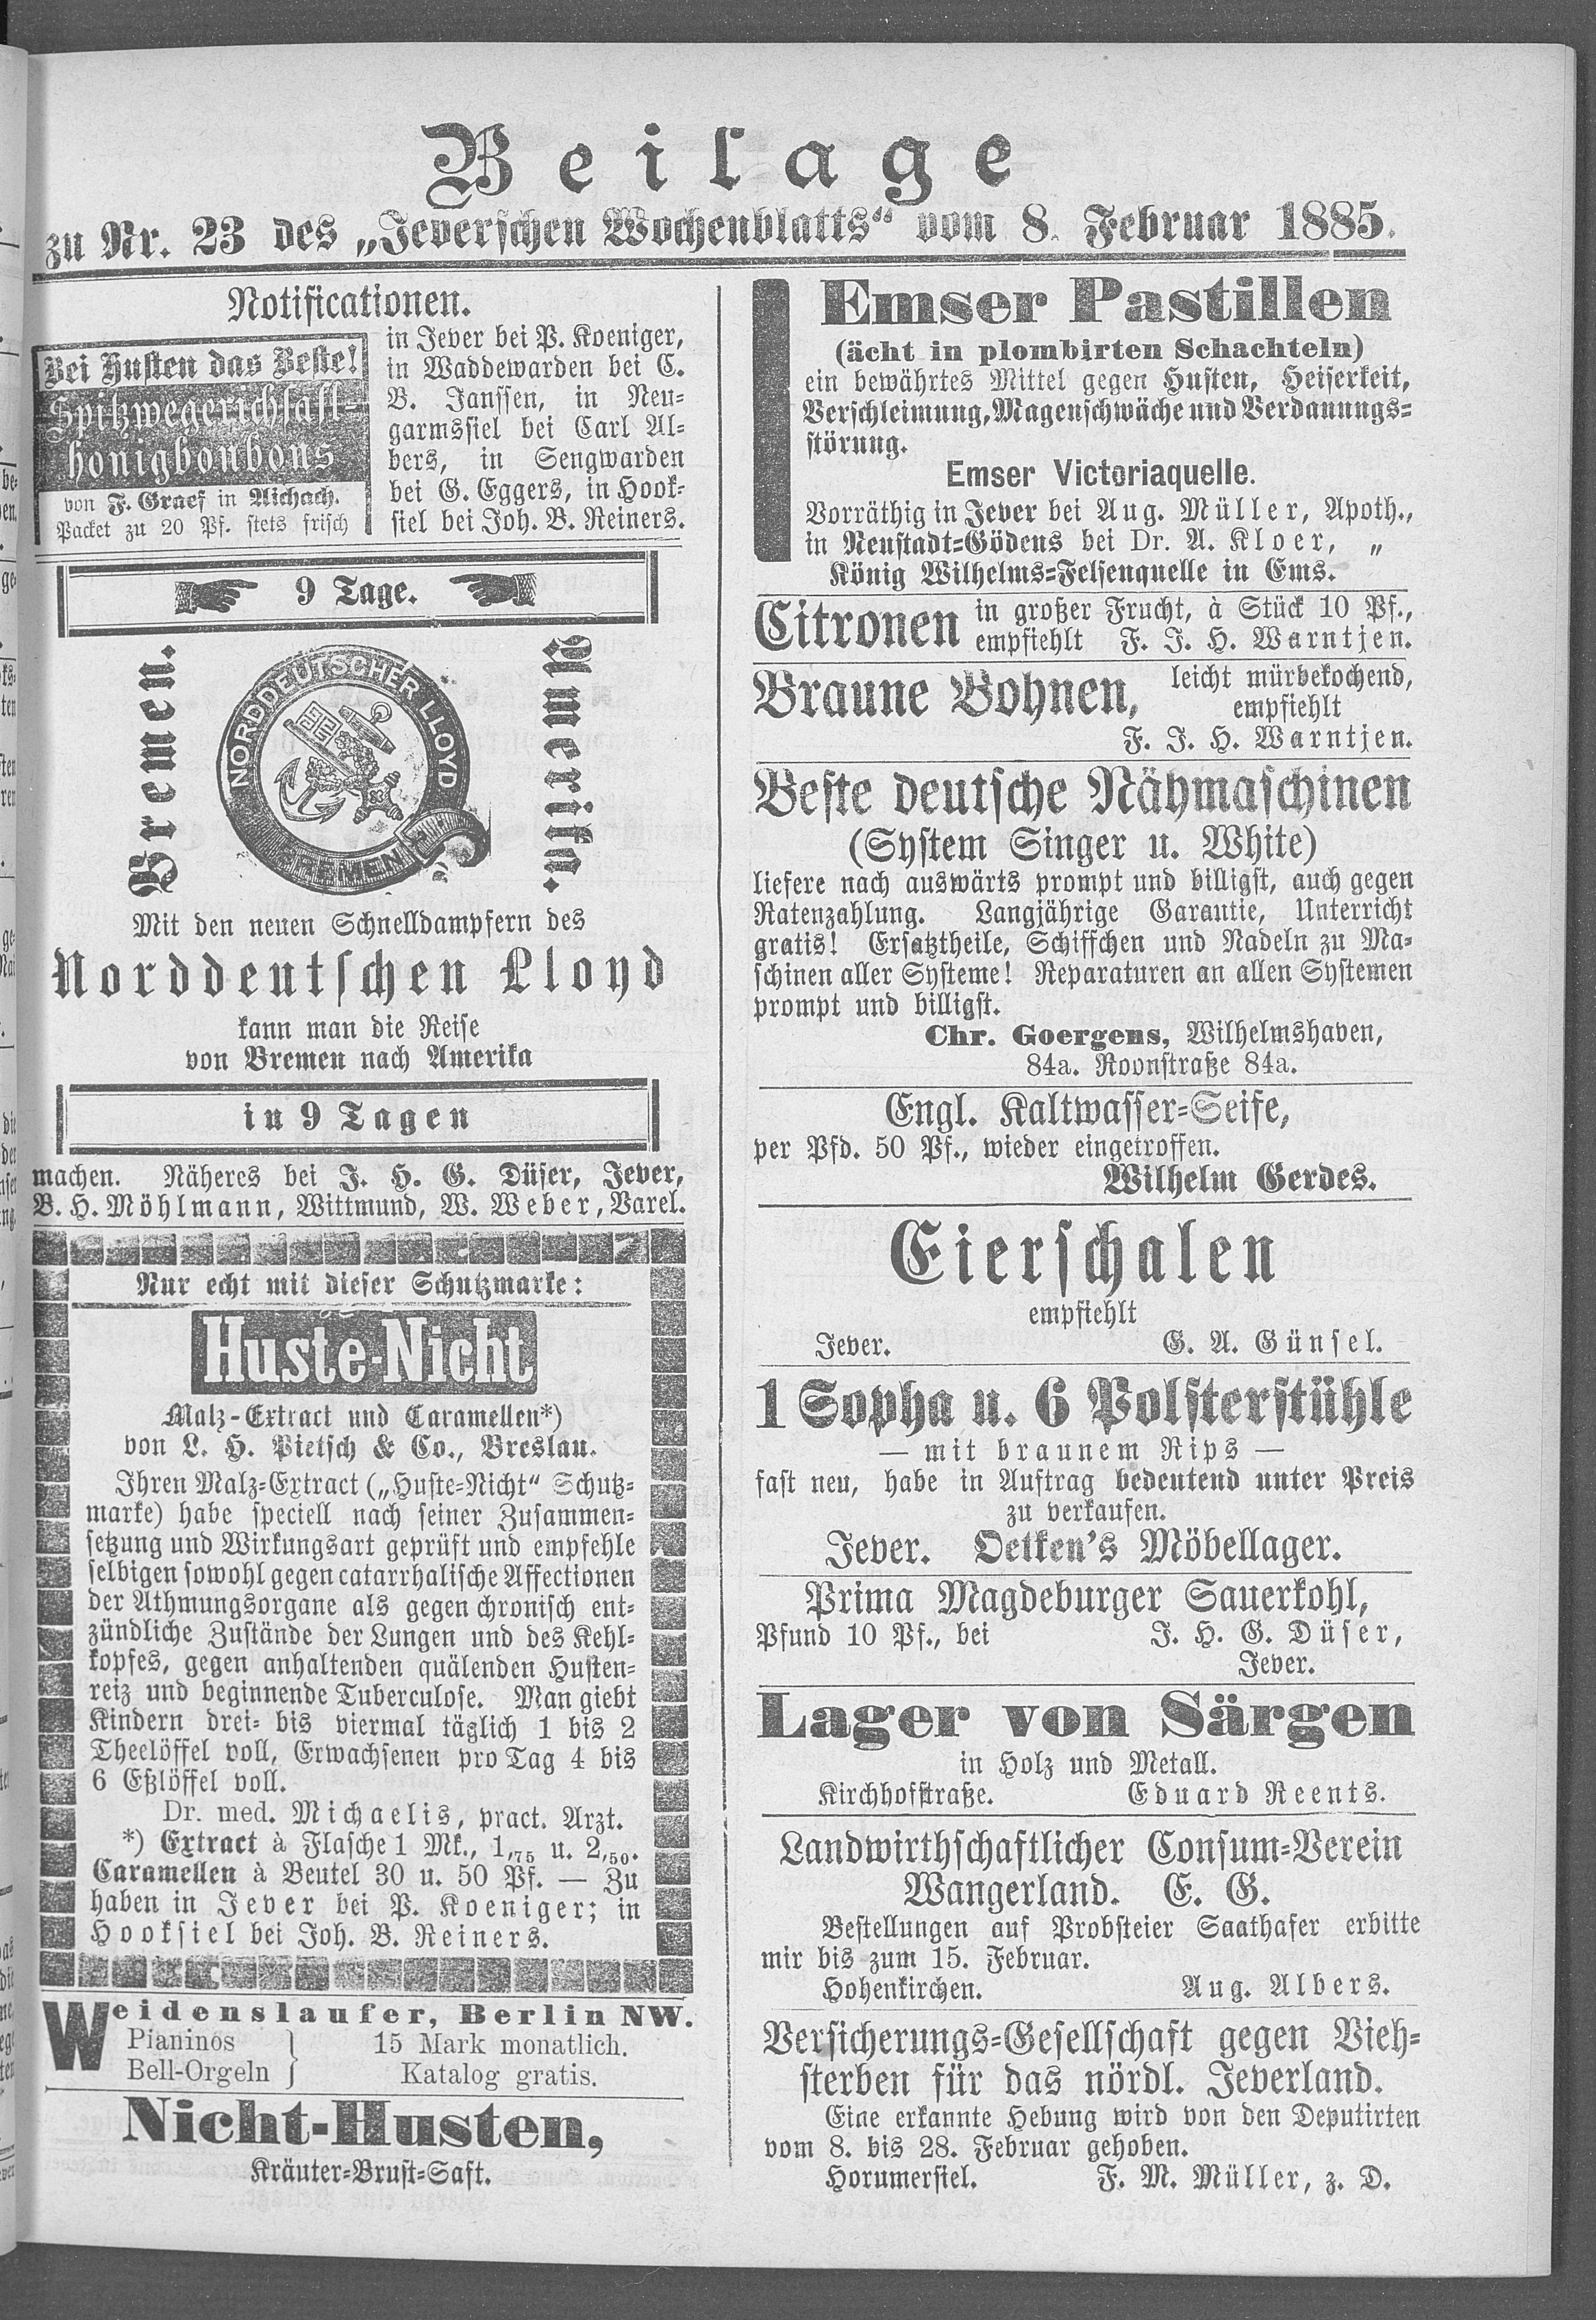 Beilage
zu Nr. 23 des „Jeverschen Wochenblatts“ vom 8. Februar 1885.
Notificationen.
Bei Husten das Beste!
Spitzwegerichsaft-
honigbonbons
von F. Graef in Aichach.
Packet zu 20 Pf. stets frisch
in Jever bei P. Koeniger,
in Waddewarden bei C.
B. Janssen, in Neu-
garmssiel bei Carl Al-
bers, in Sengwarden
bei G. Eggers, in Hook-
siel bei Joh. B. Reiners.
9 Tage.
Bremen.
NORDDEUTSCHER LLOYD
BREMEN
Amerika.
Mit den neuen Schnelldampfern des
Norddeutschen Lloyd
kann man die Reise
von Bremen nach Amerika
in 9 Tagen
machen. Näheres bei J. H. G. Düser, Jever,
B. H. Möhlmann, Wittmund, W. Weber, Varel.
Nur echt mit dieser Schutzmarke:
Huste-Nicht
Malz-Extract und Caramellen*)
von L. H. Pietsch & Co., Breslau.
Ihren Malz-Extract („Huste-Nicht“ Schutz-
marke) habe speciell nach seiner Zusammen-
setzung und Wirkungsart geprüft und empfehle
selbigen sowohl gegen catarrhalische Affectionen
der Athmungsorgane als gegen chronisch ent-
zündliche Zustände der Lungen und des Kehl-
kopfes, gegen anhaltenden quälenden Husten-
reiz und beginnende Tuberculose. Man giebt
Kindern drei- bis viermal täglich 1 bis 2
Theelöffel voll, Erwachsenen pro Tag 4 bis
6 Eßlöffel voll.
Dr. med. Michaelis, pract. Arzt.
*) Extract à Flasche 1 Mk., 1,75 u. 2,50.
Caramellen à Beutel 30 u. 50 Pf. — Zu
haben in Jever bei P. Koeniger; in
Hooksiel bei Joh. B. Reiners.
Weidenslaufer, Berlin NW.
Pianinos } 15 Mark monatlich.
Bell-Orgeln } Katalog gratis.
Nicht-Husten,
Kräuter-Brust-Saft.
Emser Pastillen
(ächt in plombirten Schachteln)
ein bewährtes Mittel gegen Husten, Heiserkeit,
Verschleimung, Magenschwäche und Verdauungs-
störung.
Emser Victoriaquelle.
Vorräthig in Jever bei Aug. Müller, Apoth.,
in Neustadt-Gödens bei Dr. A. Kloer, „
König Wilhelms-Felsenquelle in Ems.
Citronen in großer Frucht, à Stück 10 Pf.,
empfiehlt F. J. H. Warntjen.
Braune Bohnen, leicht mürbekochend,
empfiehlt
F. J. H. Warntjen.
Beste deutsche Nähmaschinen
(System Singer u. White)
liefere nach auswärts prompt und billigst, auch gegen
Ratenzahlung. Langjährige Garantie, Unterricht
gratis! Ersatztheile, Schiffchen und Nadeln zu Ma-
schinen aller Systeme! Reparaturen an allen Systemen
prompt und billigst.
Chr. Goergens, Wilhelmshaven,
84a. Roonstraße 84a.
Engl. Kaltwasser-Seife,
per Pfd. 50 Pf., wieder eingetroffen.
Wilhelm Gerdes.
Eierschalen
empfiehlt
Jever. G. A. Günsel.
1 Sopha u. 6 Polsterstühle
— mit braunem Rips —
fast neu, habe in Auftrag bedeutend unter Preis
zu verkaufen.
Jever. Oetken's Möbellager.
Prima Magdeburger Sauerkohl,
Pfund 10 Pf., bei J. H. G. Düser,
Jever.
Lager von Särgen
in Holz und Metall.
Kirchhofstraße. Eduard Reents.
Landwirthschaftlicher Consum-Verein
Wangerland. E. G.
Bestellungen auf Probsteier Saathafer erbitte
mir bis zum 15. Februar.
Hohenkirchen. Aug. Albers.
Versicherungs-Gesellschaft gegen Vieh-
sterben für das nördl. Jeverland.
Eine erkannte Hebung wird von den Deputirten
vom 8. bis 28. Februar gehoben.
Horumersiel. F. M. Müller, z. D.